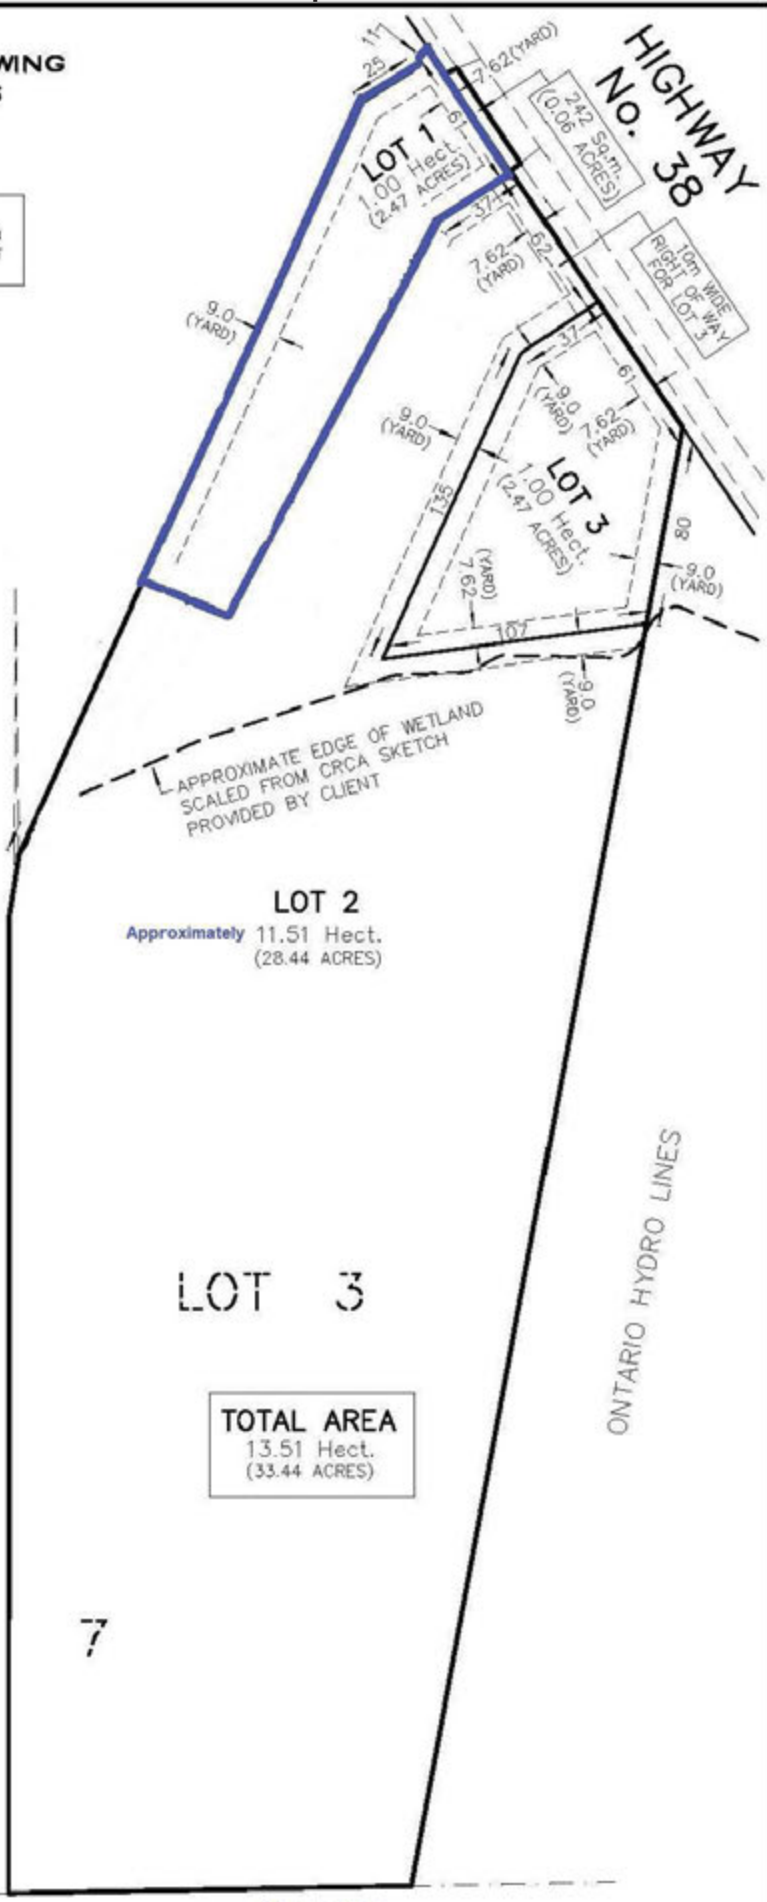 WING
11
25
7.62(YARD)
HIGHWAY
No. 38
242 Sq.m.
(0.06 ACRES)
61
LOT 1
1.00 Hect.
(2.47 ACRES)
37
7.62
(YARD)
62
10m WIDE
RIGHT OF WAY
FOR LOT 3
9.0
(YARD)
37
61
9.0
(YARD)
7.62
(YARD)
9.0
(YARD)
LOT 3
1.00 Hect.
(2.47 ACRES)
135
80
(YARD)
7.62
9.0
(YARD)
107
9.0
(YARD)
APPROXIMATE EDGE OF WETLAND
SCALED FROM CRCA SKETCH
PROVIDED BY CLIENT
LOT 2
Approximately 11.51 Hect.
(28.44 ACRES)
ONTARIO HYDRO LINES
LOT 3
TOTAL AREA
13.51 Hect.
(33.44 ACRES)
7